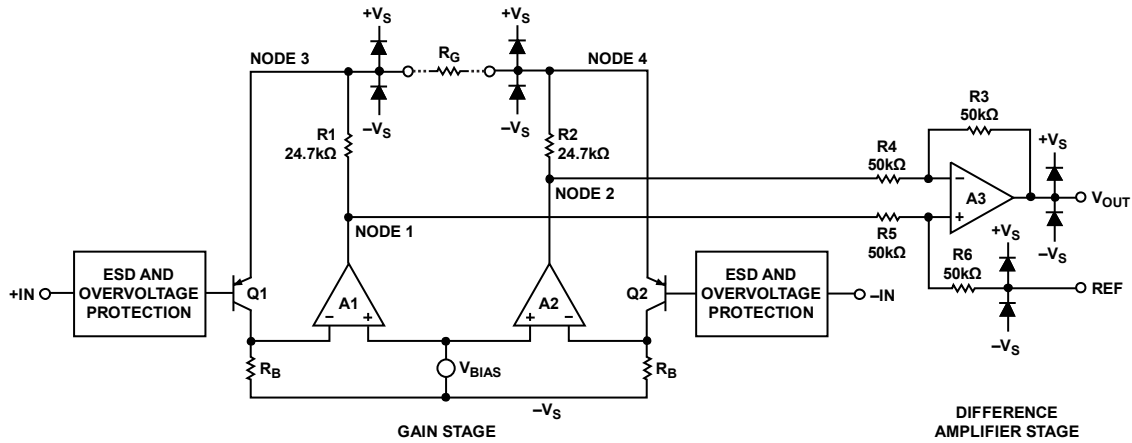 +VS
+VS
NODE 3
RG
NODE 4
–VS
–VS
R1
24.7kΩ
R2
24.7kΩ
R3
50kΩ
R4
50kΩ
+VS
–
A3
+
VOUT
–VS
NODE 2
NODE 1
R5
50kΩ
+VS
R6
50kΩ
REF
–VS
+IN
ESD AND
OVERVOLTAGE
PROTECTION
Q1
A1
– +
A2
+ –
Q2
ESD AND
OVERVOLTAGE
PROTECTION
–IN
RB
VBIAS
RB
–VS
GAIN STAGE
DIFFERENCE
AMPLIFIER STAGE